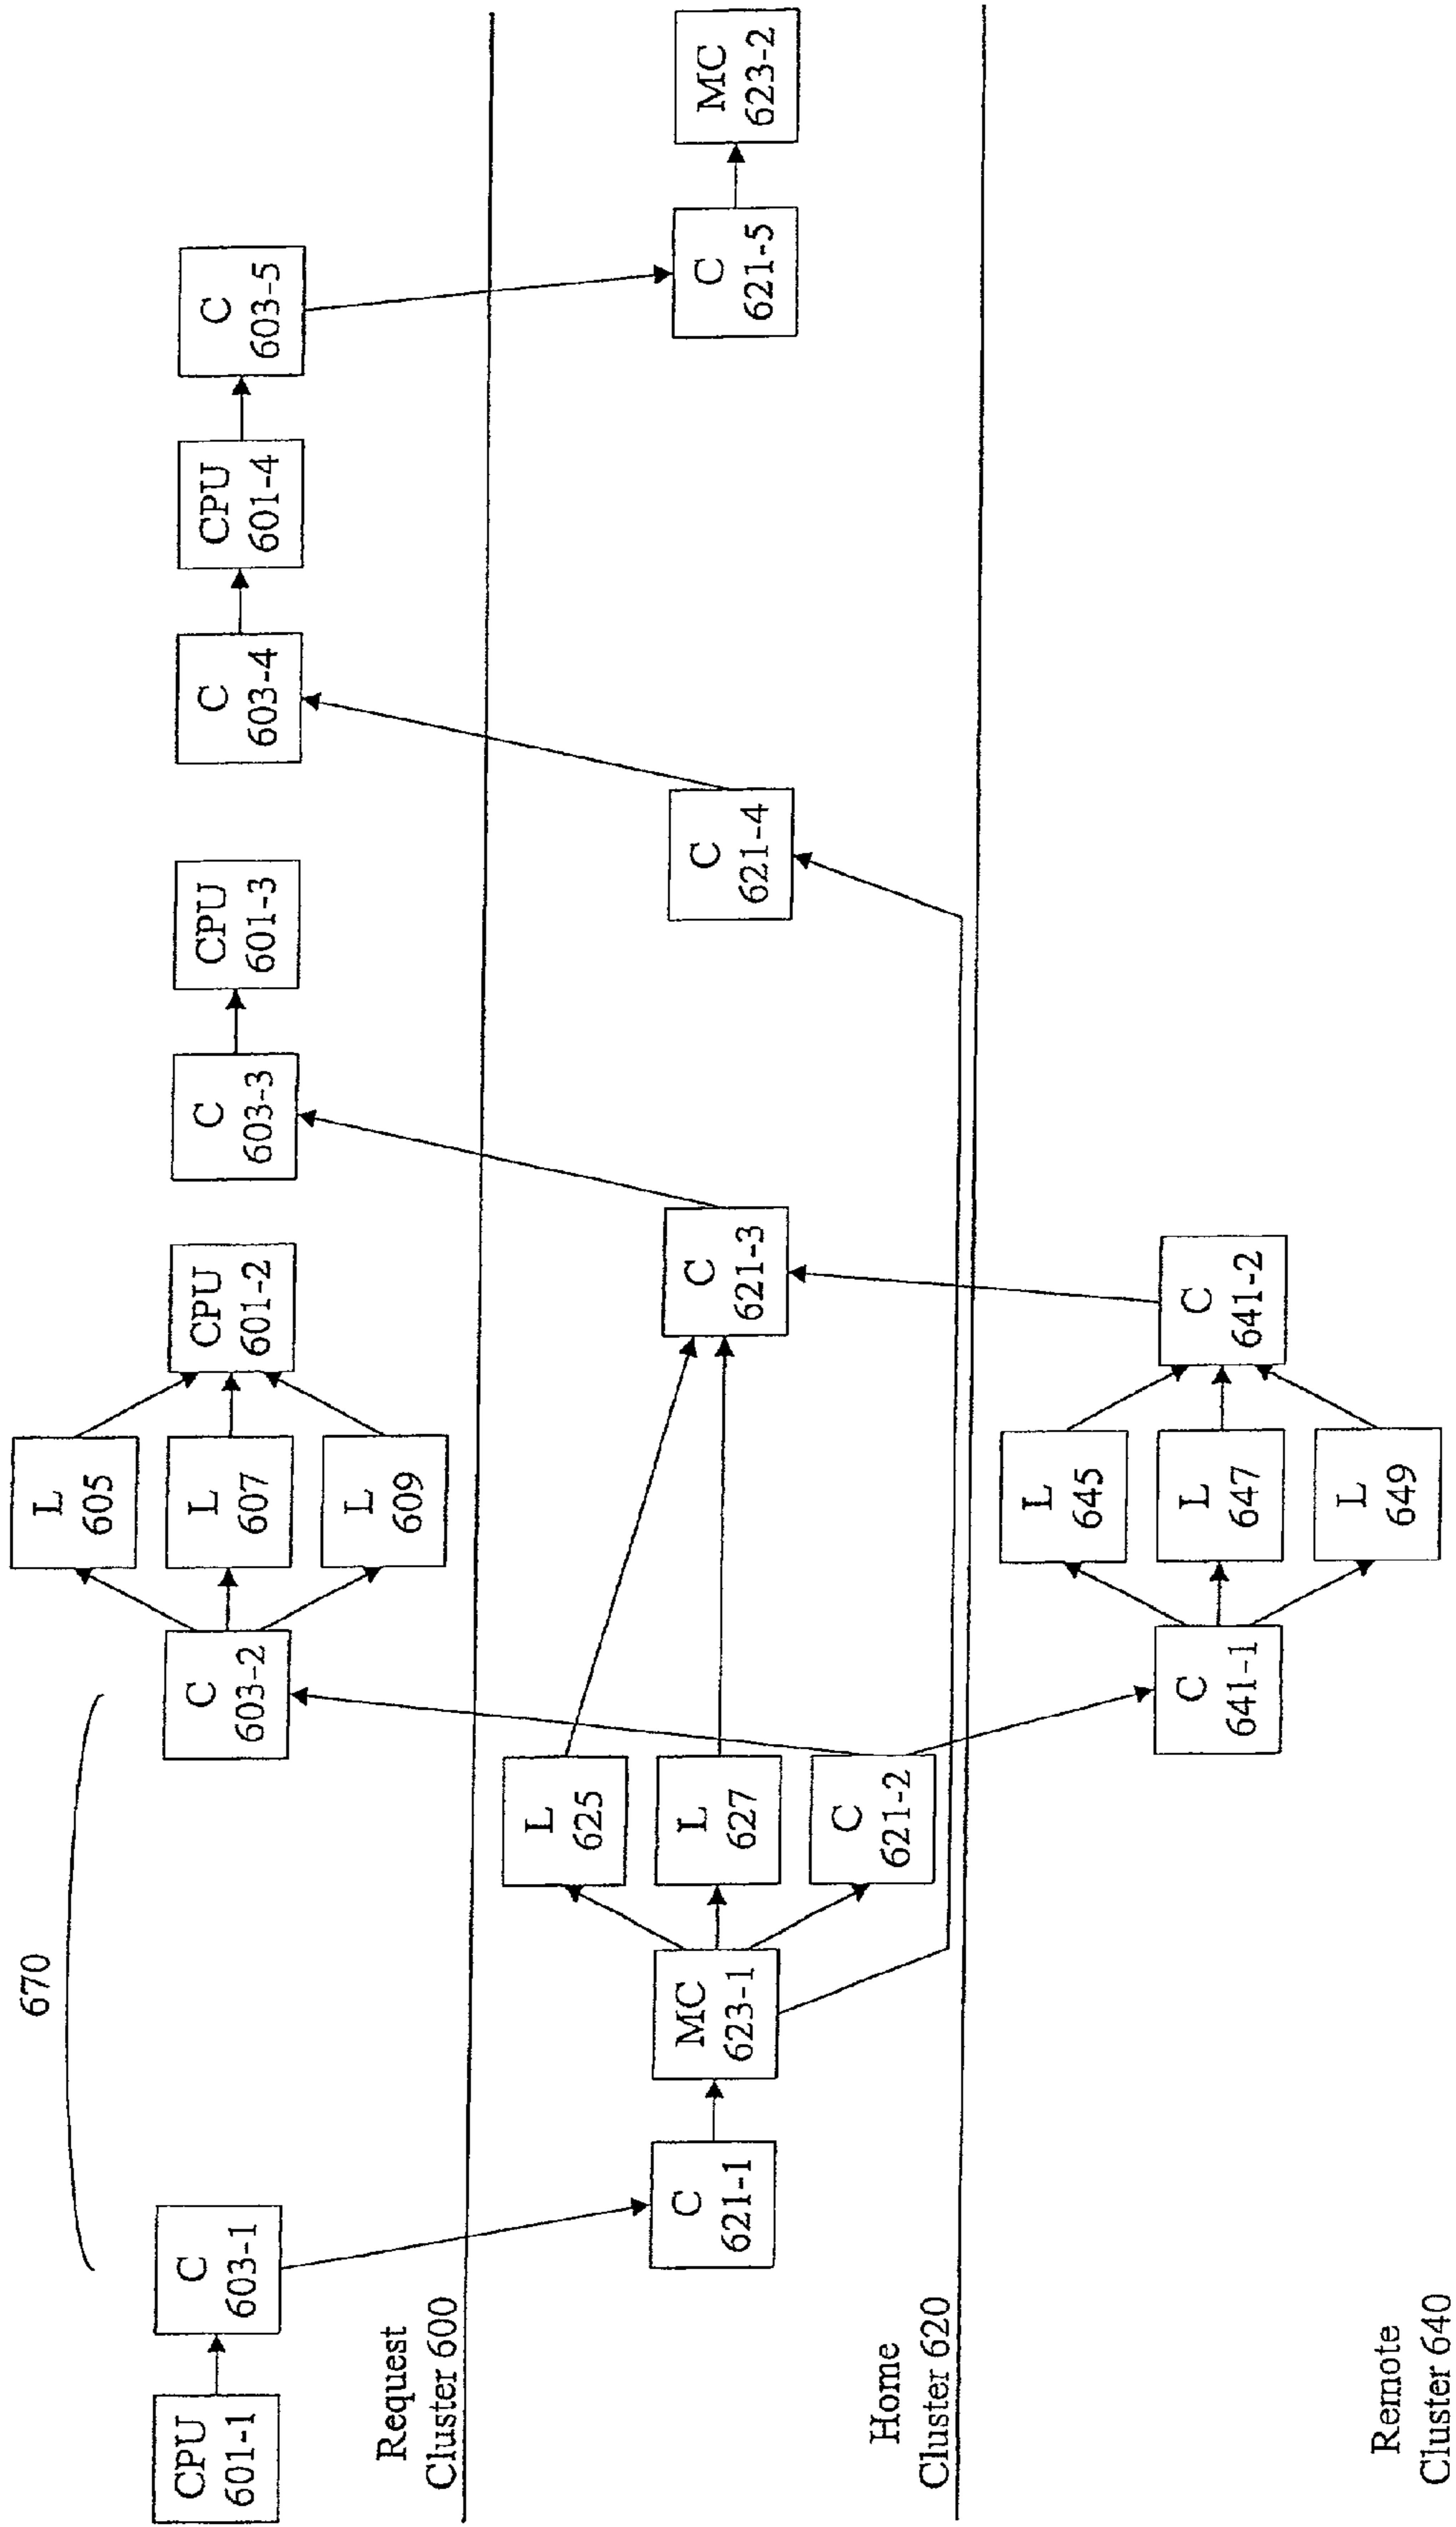 670
CPU
601-1
C
603-1
C
603-2
L
605
L
607
L
609
CPU
601-2
C
603-3
CPU
601-3
C
603-4
CPU
601-4
C
603-5
Request
Cluster 600
C
621-1
MC
623-1
L
625
L
627
C
621-2
C
621-3
C
621-4
C
621-5
MC
623-2
Home
Cluster 620
C
641-1
L
645
L
647
L
649
C
641-2
Remote
Cluster 640